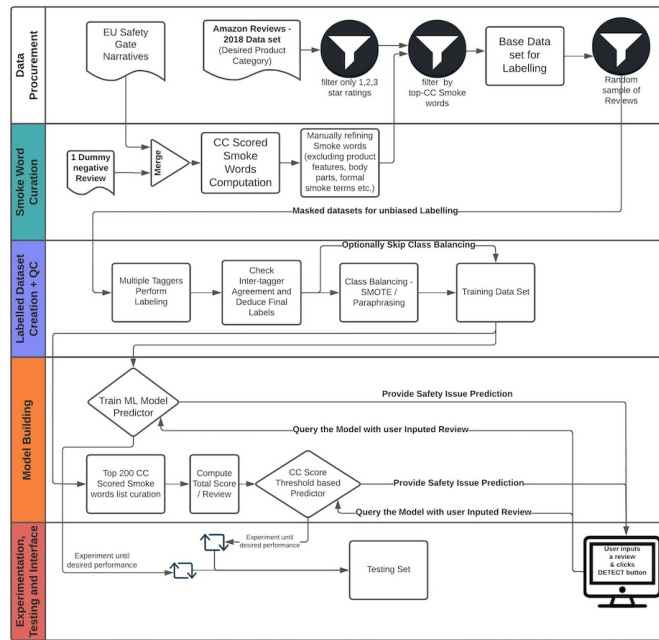 Data
Procurement
EU Safety
Gate
Narratives
Amazon Reviews -
2018 Data set
(Desired Product
Category)
filter only 1,2,3
star ratings
filter by
top-CC Smoke
words
Base Data
set for
Labelling
Random
sample of
Reviews
Smoke Word
Curation
1 Dummy
negative
Review
Merge
CC Scored
Smoke
Words
Computation
Manually refining
Smoke words
(excluding product
features, body
parts, formal
smoke terms etc.)
Masked datasets for unbiased Labelling
Labelled Dataset
Creation + QC
Optionally Skip Class Balancing
Multiple Taggers
Perform
Labeling
Check
Inter-tagger
Agreement and
Deduce Final
Labels
Class Balancing -
SMOTE /
Paraphrasing
Training Data Set
Model Building
Train ML Model
Predictor
Provide Safety Issue Prediction
Query the Model with user Inputed Review
Top 200 CC
Scored Smoke
words list curation
Compute
Total Score
/ Review
CC Score
Threshold based
Predictor
Provide Safety Issue Prediction
Query the Model with user Inputed Review
Experimentation,
Testing and Interface
Experiment until
desired performance
Experiment until
desired performance
Testing Set
User inputs
a review
& clicks
DETECT button